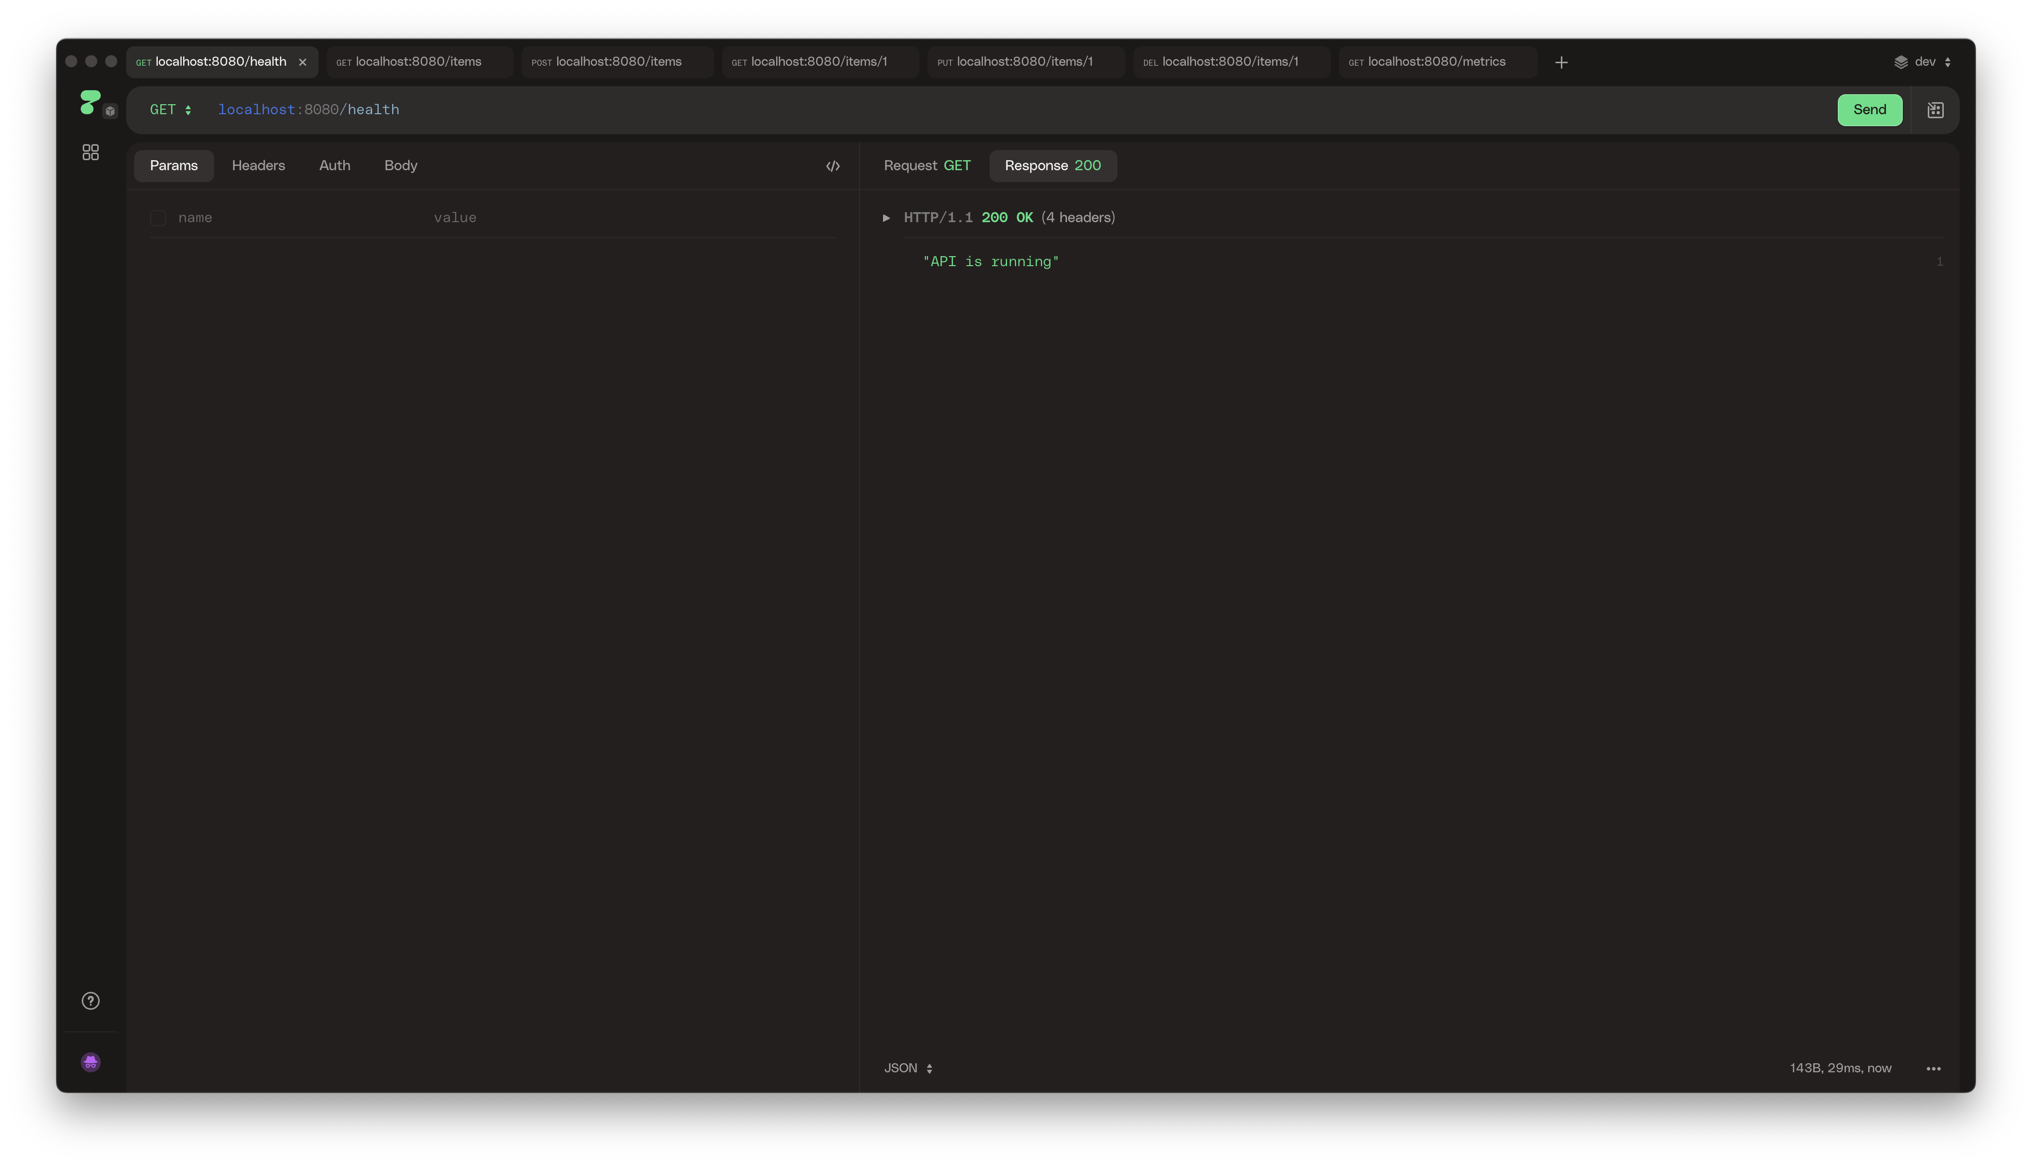 GET localhost:8080/health GET localhost:8080/items POST localhost:8080/items GET localhost:8080/items/1 PUT localhost:8080/items/1 DEL localhost:8080/items/1 GET localhost:8080/metrics dev
GET localhost:8080/health Send
Params Headers Auth Body Request GET Response 200
name value HTTP/1.1 200 OK (4 headers)
"API is running" 1
JSON 143B, 29ms, now